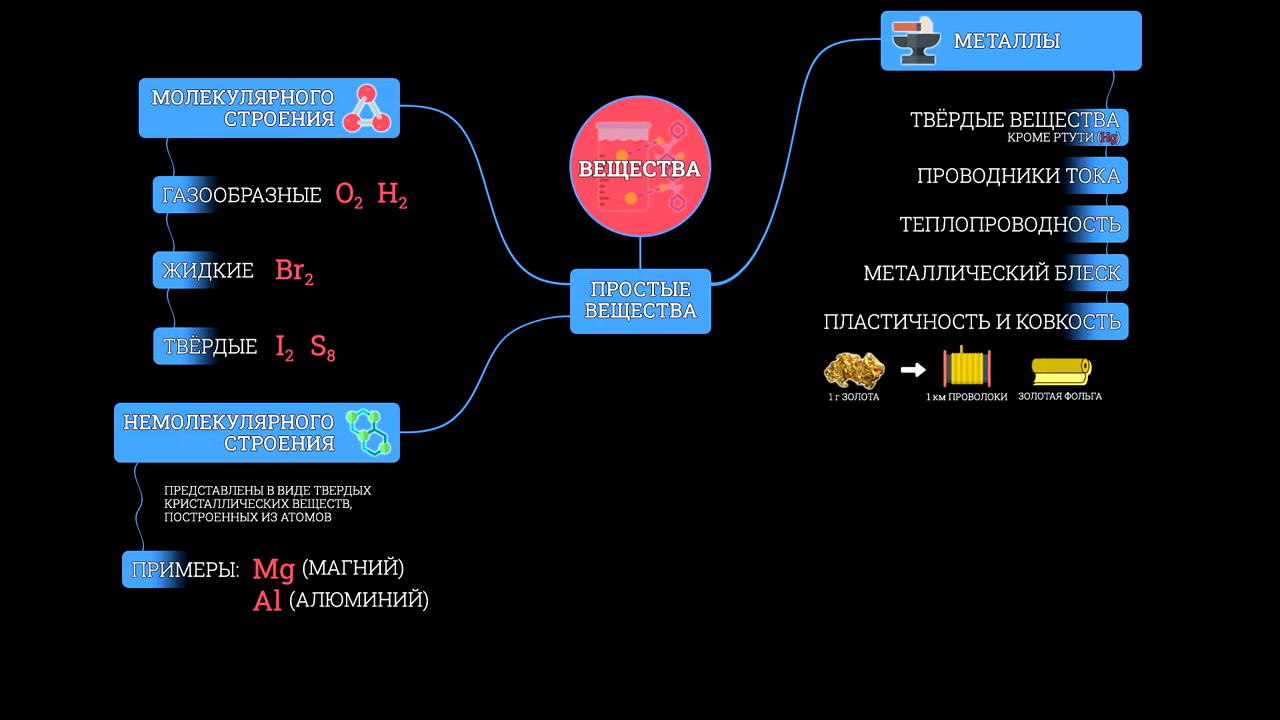 ВЕЩЕСТВА
ПРОСТЫЕ
ВЕЩЕСТВА
МОЛЕКУЛЯРНОГО
СТРОЕНИЯ
ГАЗООБРАЗНЫЕ O₂ H₂
ЖИДКИЕ Br₂
ТВЁРДЫЕ I₂ S₈
НЕМОЛЕКУЛЯРНОГО
СТРОЕНИЯ
ПРЕДСТАВЛЕНЫ В ВИДЕ ТВЕРДЫХ
КРИСТАЛЛИЧЕСКИХ ВЕЩЕСТВ,
ПОСТРОЕННЫХ ИЗ АТОМОВ
ПРИМЕРЫ: Mg (МАГНИЙ)
Al (АЛЮМИНИЙ)
МЕТАЛЛЫ
ТВЁРДЫЕ ВЕЩЕСТВА
КРОМЕ РТУТИ (Hg)
ПРОВОДНИКИ ТОКА
ТЕПЛОПРОВОДНОСТЬ
МЕТАЛЛИЧЕСКИЙ БЛЕСК
ПЛАСТИЧНОСТЬ И КОВКОСТЬ
1 г ЗОЛОТА
1 км ПРОВОЛОКИ
ЗОЛОТАЯ ФОЛЬГА